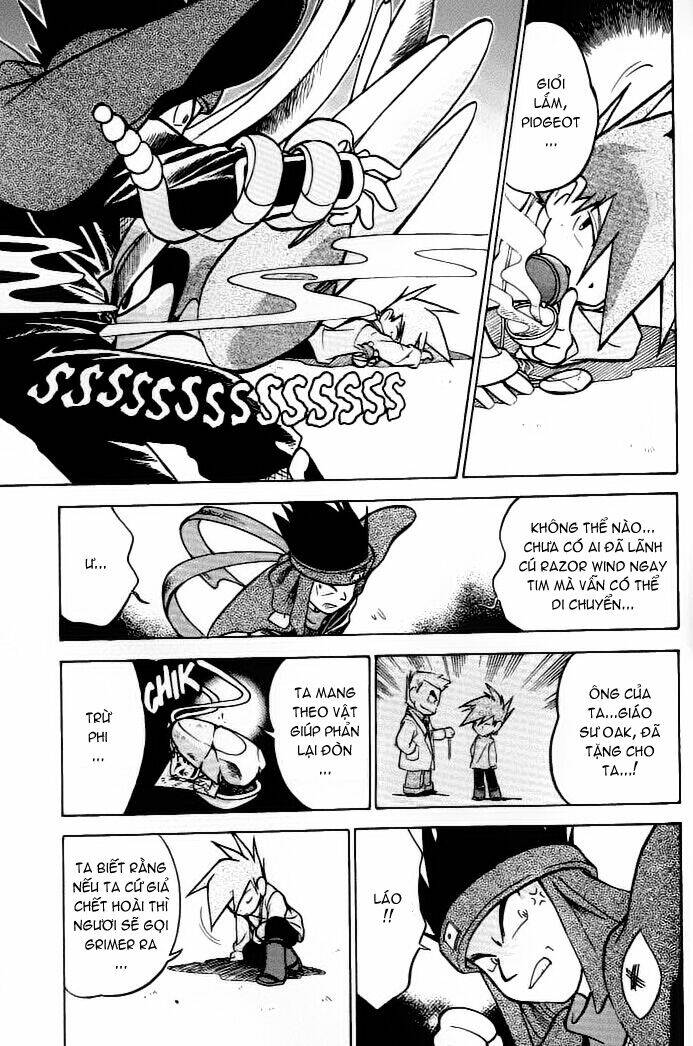 GIỎI
LẮM,
PIDGEOT
...
SSSSSSSSSSSSSSS
KHÔNG THỂ NÀO...
CHƯA CÓ AI ĐÃ LÃNH
CÚ RAZOR WIND NGAY
TIM MÀ VẪN CÓ THỂ
DI CHUYỂN...
Ư...
ÔNG CỦA
TA...GIÁO
SƯ OAK, ĐÃ
TẶNG CHO
TA...!
TA MANG
THEO VẬT
GIÚP PHẢN
LẠI ĐÒN
...
CHIK
TRỪ
PHI
...
LÁO
!!
TA BIẾT RẰNG
NẾU TA CỨ GIẢ
CHẾT HOÀI THÌ
NGƯƠI SẼ GỌI
GRIMER RA
...